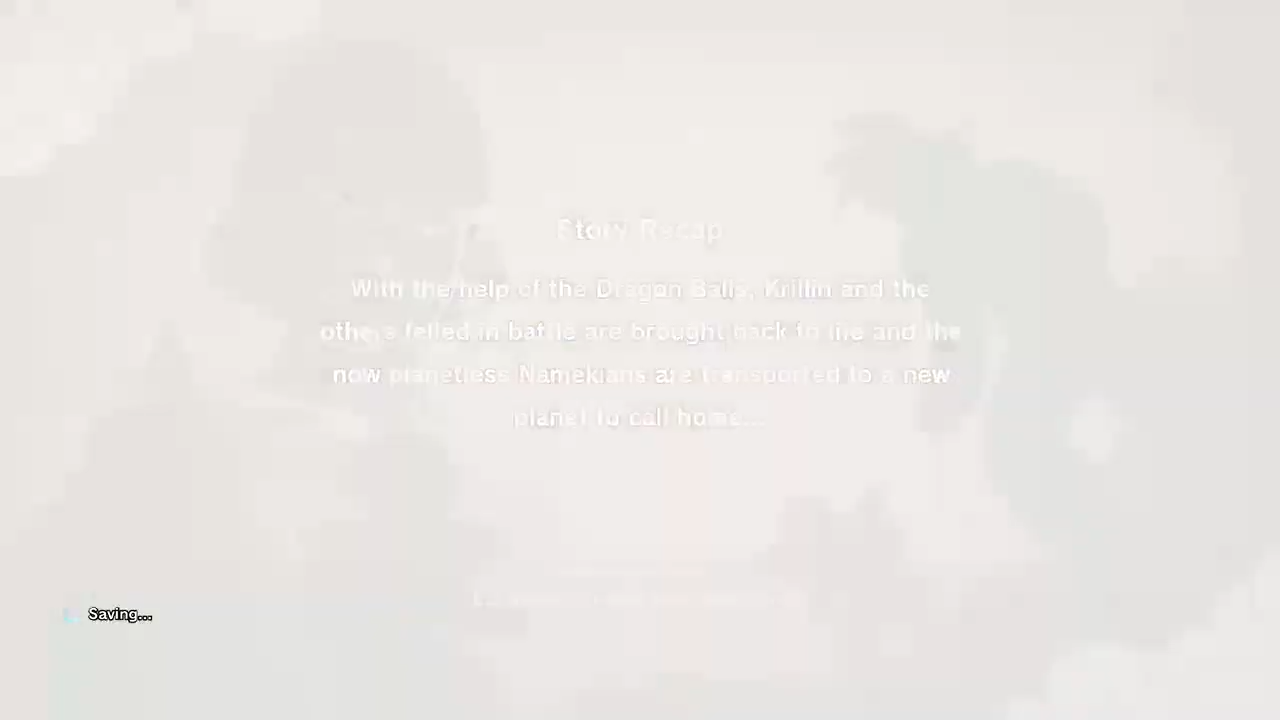 Story Recap
With the help of the Dragon Balls, Krillin and the
others felled in battle are brought back to life and the
now planetless Namekians are transported to a new
planet to call home...
Saving...